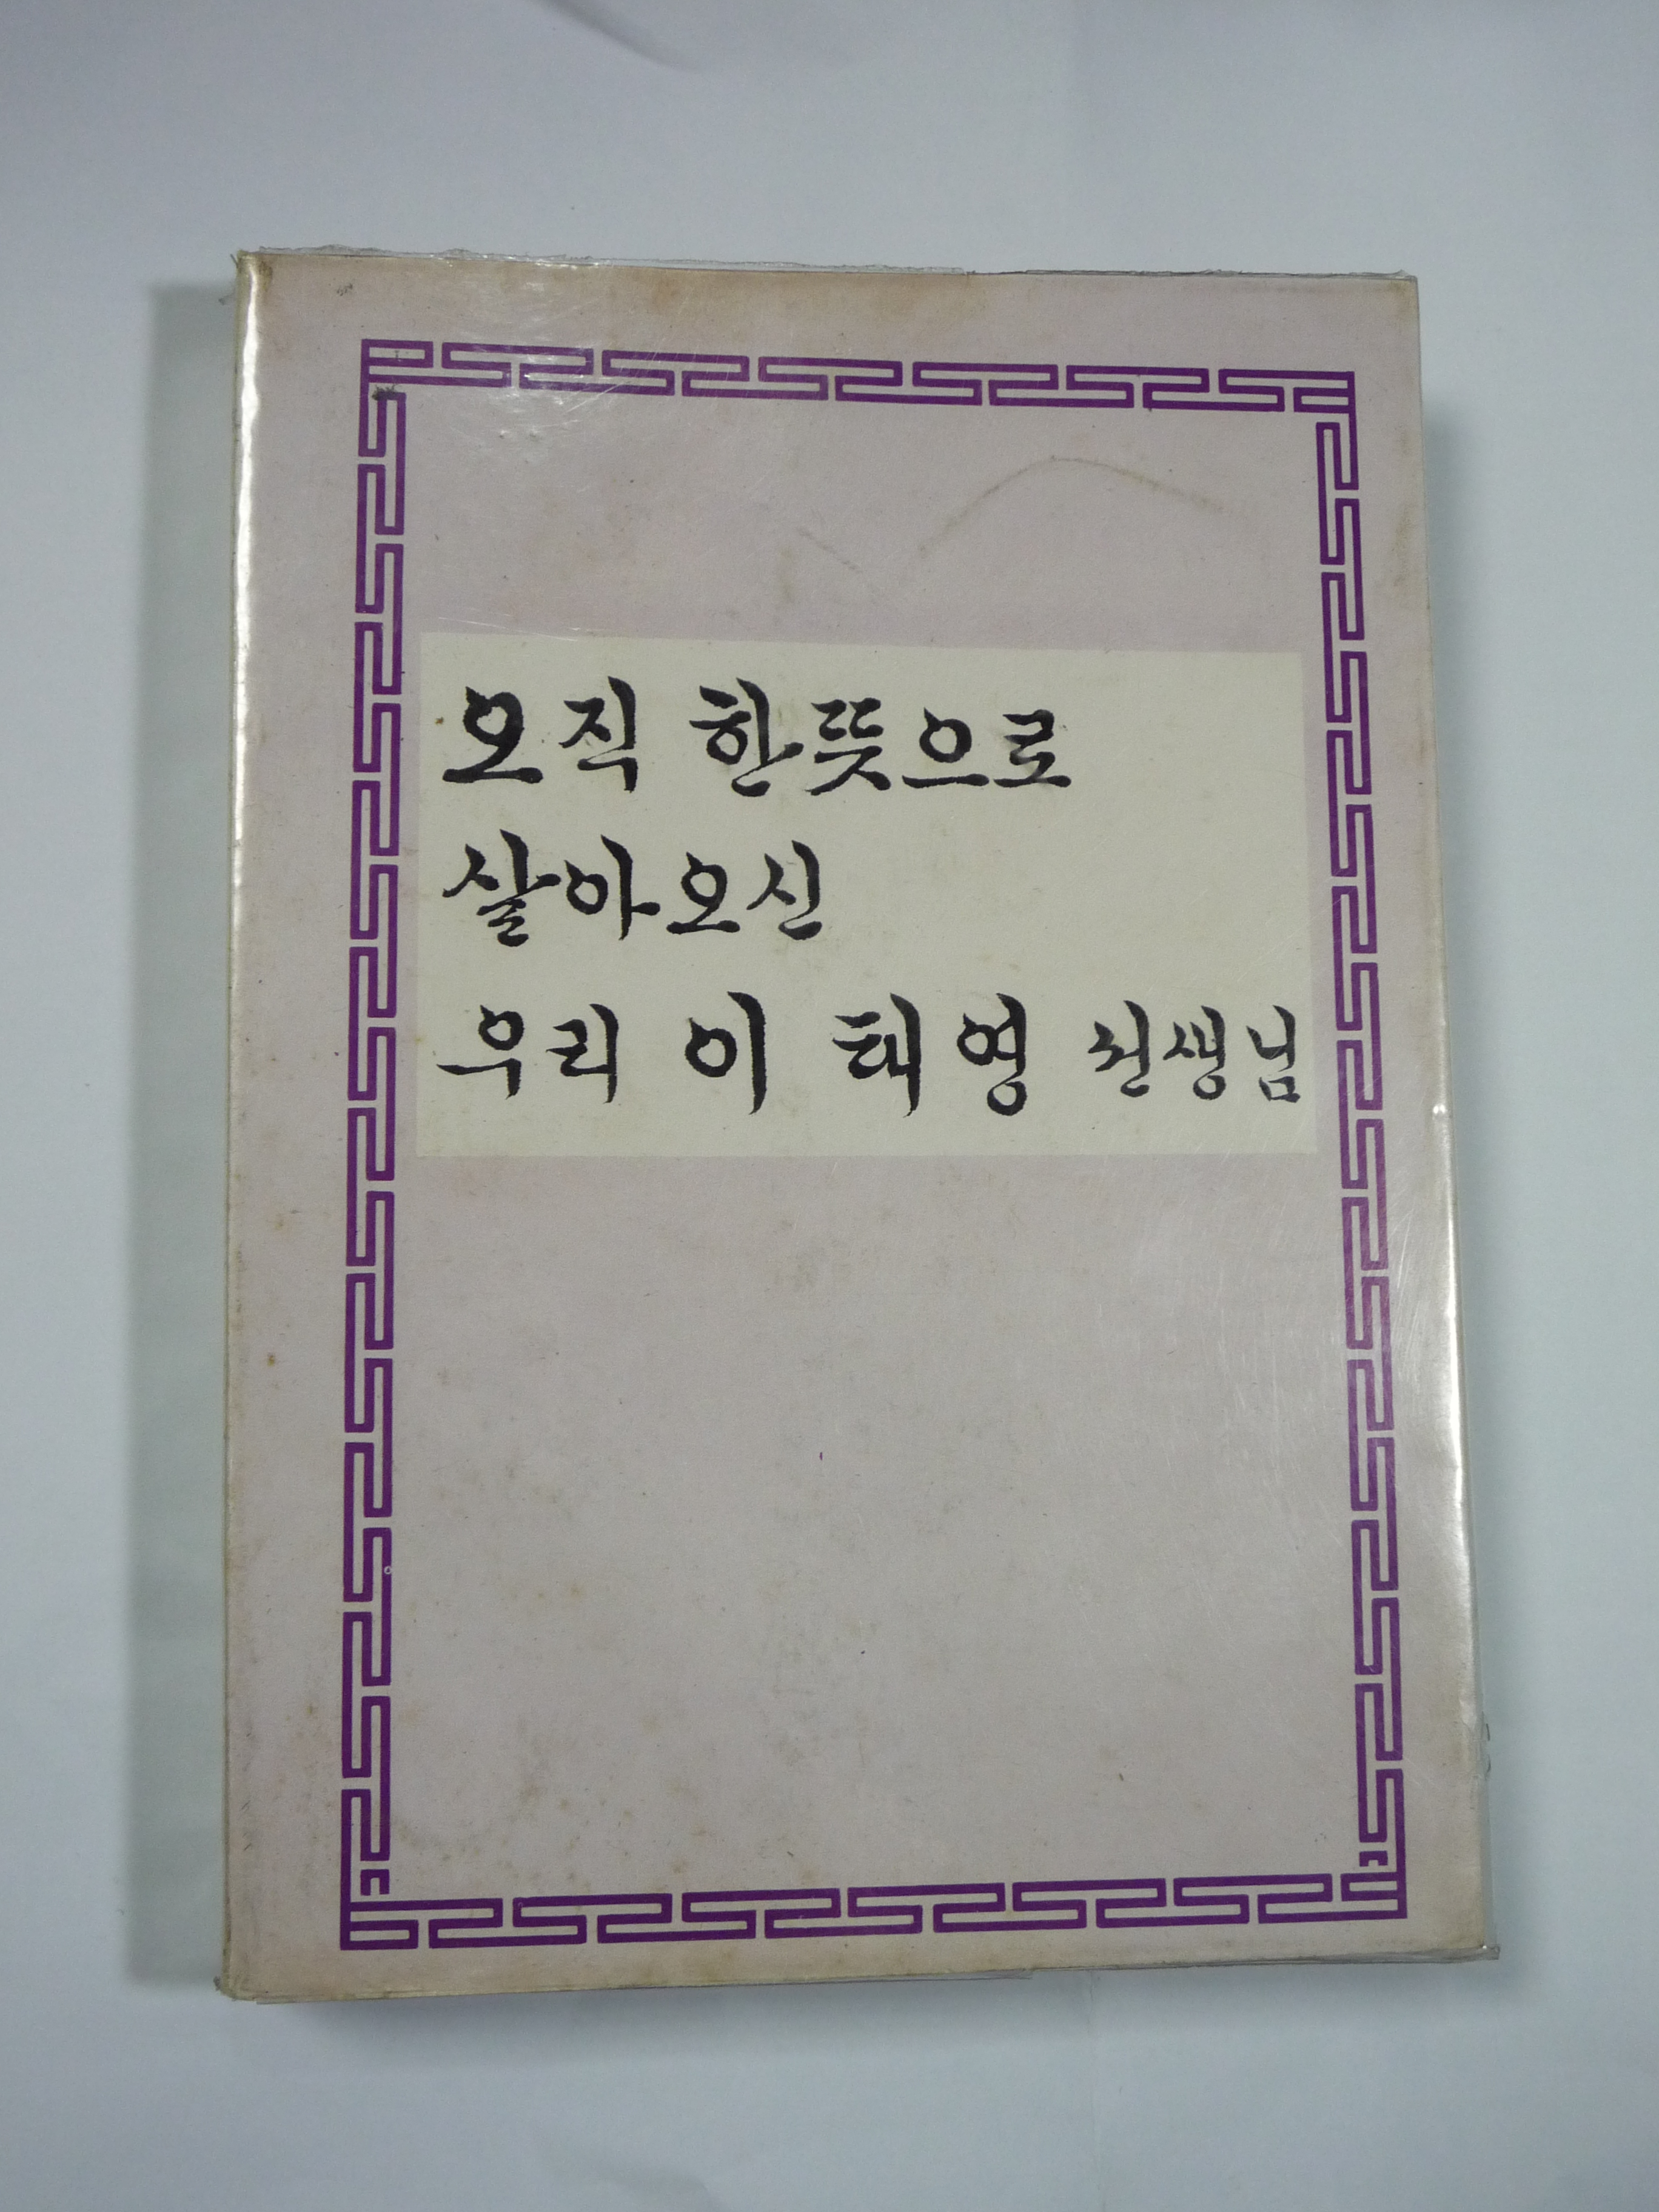 오직 한뜻으로
살아오신
우리 이 태영 선생님